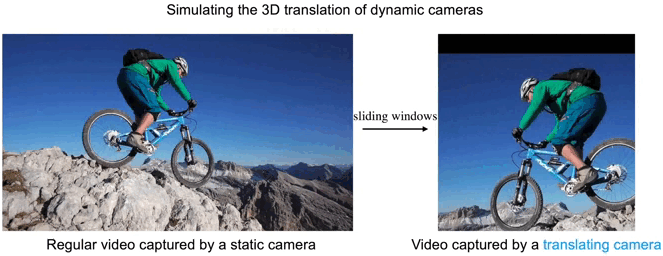 Simulating the 3D translation of dynamic cameras
sliding windows
Regular video captured by a static camera
Video captured by a translating camera